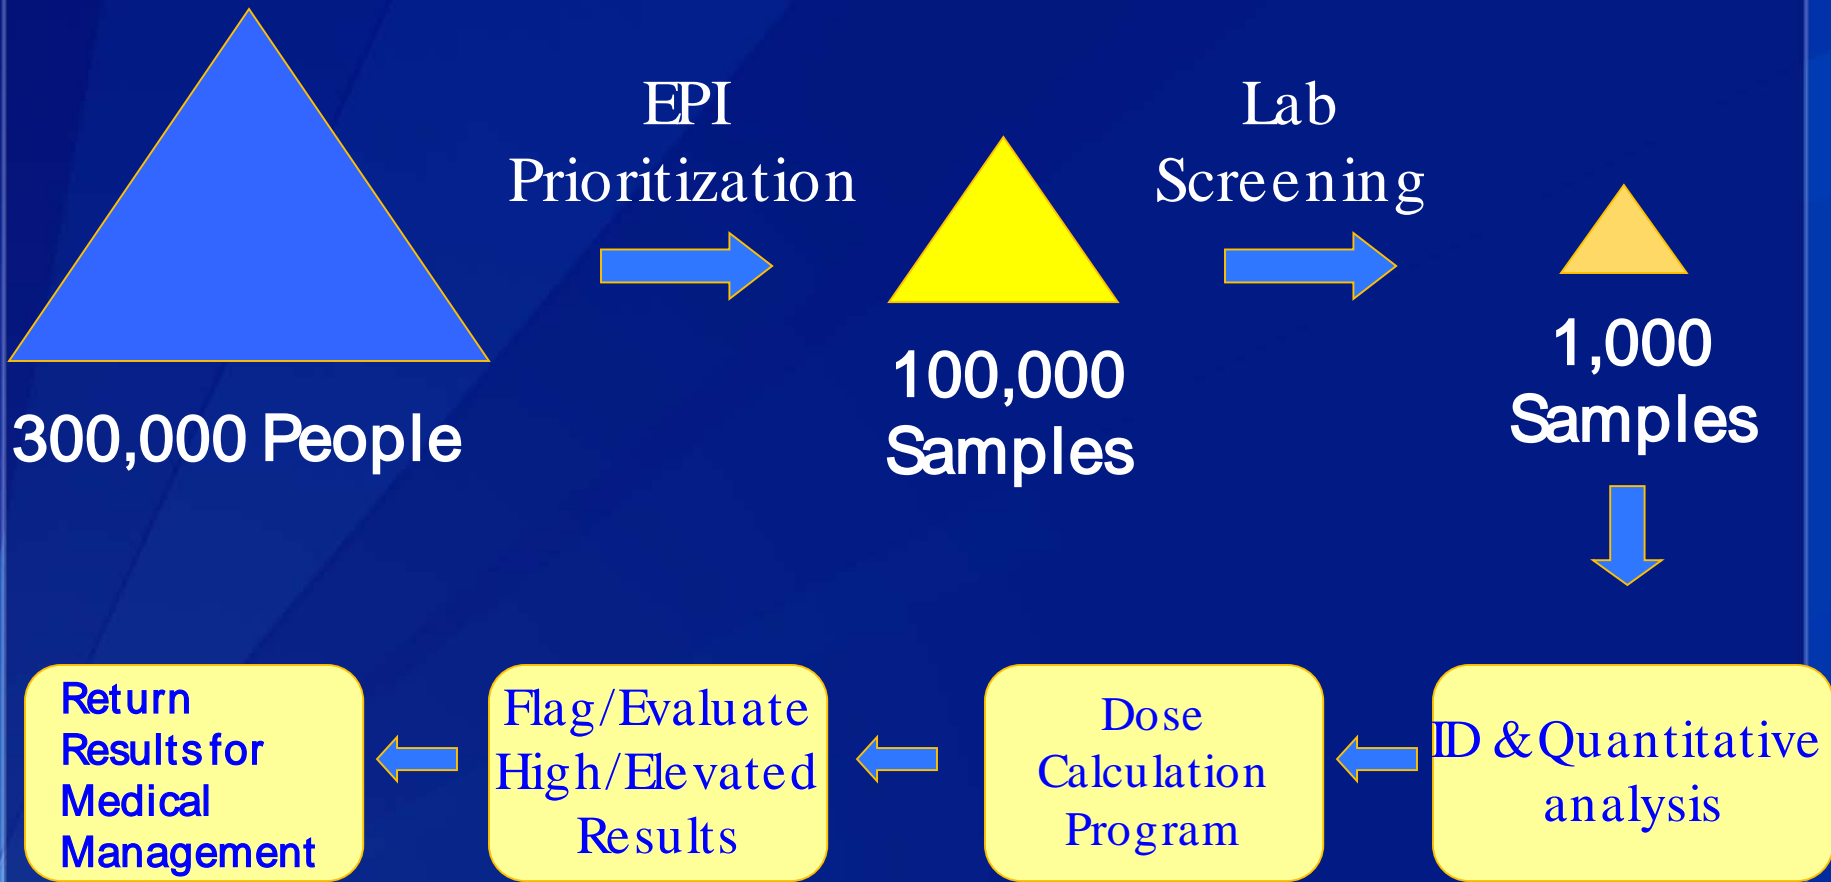 EPI
Prioritization
Lab
Screening
300,000 People
100,000
Samples
1,000
Samples
Return
Results for
Medical
Management
Flag/Evaluate
High/Elevated
Results
Dose
Calculation
Program
ID & Quantitative
analysis